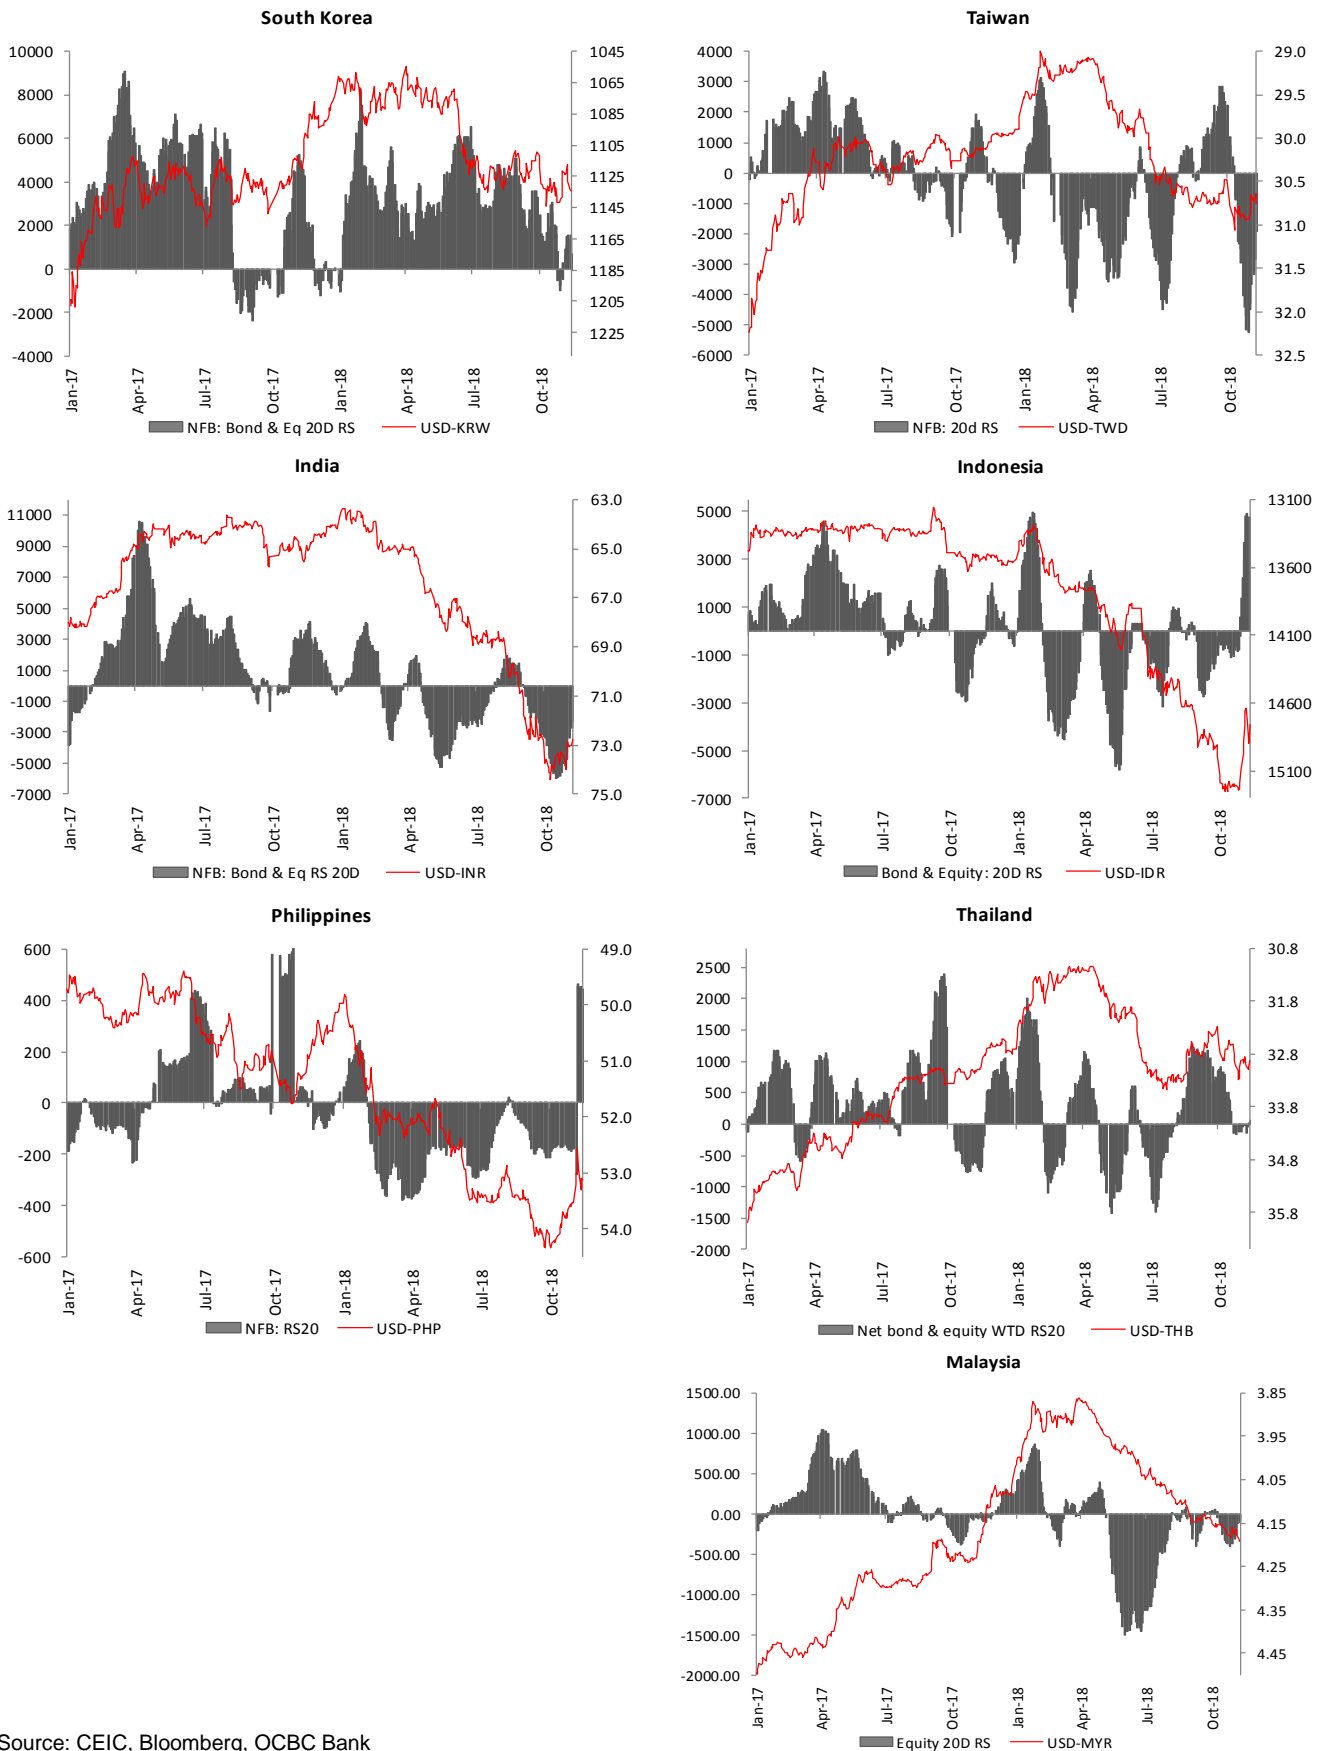 South Korea
10000
8000
6000
4000
2000
0
-2000
-4000
1045
1065
1085
1105
1125
1145
1165
1185
1205
1225
Jan-17
Apr-17
Jul-17
Oct-17
Jan-18
Apr-18
Jul-18
Oct-18
NFB: Bond & Eq 20D RS USD-KRW
Taiwan
4000
3000
2000
1000
0
-1000
-2000
-3000
-4000
-5000
-6000
29.0
29.5
30.0
30.5
31.0
31.5
32.0
32.5
Jan-17
Apr-17
Jul-17
Oct-17
Jan-18
Apr-18
Jul-18
Oct-18
NFB: 20d RS USD-TWD
India
11000
9000
7000
5000
3000
1000
-1000
-3000
-5000
-7000
63.0
65.0
67.0
69.0
71.0
73.0
75.0
Jan-17
Apr-17
Jul-17
Oct-17
Jan-18
Apr-18
Jul-18
Oct-18
NFB: Bond & Eq RS 20D USD-INR
Indonesia
5000
3000
1000
-1000
-3000
-5000
-7000
13100
13600
14100
14600
15100
Jan-17
Apr-17
Jul-17
Oct-17
Jan-18
Apr-18
Jul-18
Oct-18
Bond & Equity: 20D RS USD-IDR
Philippines
600
400
200
0
-200
-400
-600
49.0
50.0
51.0
52.0
53.0
54.0
Jan-17
Apr-17
Jul-17
Oct-17
Jan-18
Apr-18
Jul-18
Oct-18
NFB: RS20 USD-PHP
Thailand
2500
2000
1500
1000
500
0
-500
-1000
-1500
-2000
30.8
31.8
32.8
33.8
34.8
35.8
Jan-17
Apr-17
Jul-17
Oct-17
Jan-18
Apr-18
Jul-18
Oct-18
Net bond & equity WTD RS20 USD-THB
Malaysia
1500.00
1000.00
500.00
0.00
-500.00
-1000.00
-1500.00
-2000.00
3.85
3.95
4.05
4.15
4.25
4.35
4.45
Jan-17
Apr-17
Jul-17
Oct-17
Jan-18
Apr-18
Jul-18
Oct-18
Equity 20D RS USD-MYR
Source: CEIC, Bloomberg, OCBC Bank